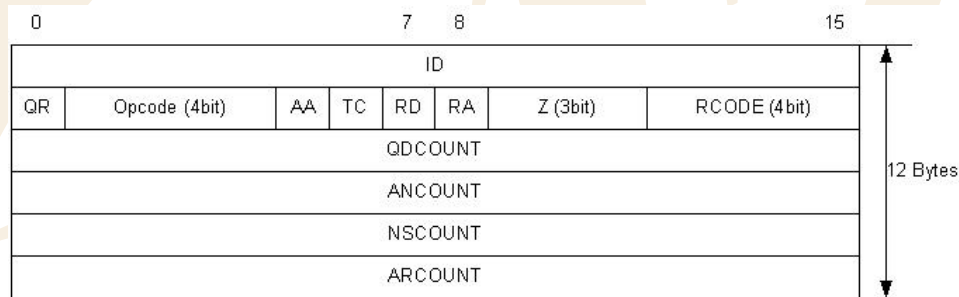 0 7 8 15
ID
QR Opcode (4bit) AA TC RD RA Z (3bit) RCODE (4bit)
QDCOUNT
12 Bytes
ANCOUNT
NSCOUNT
ARCOUNT